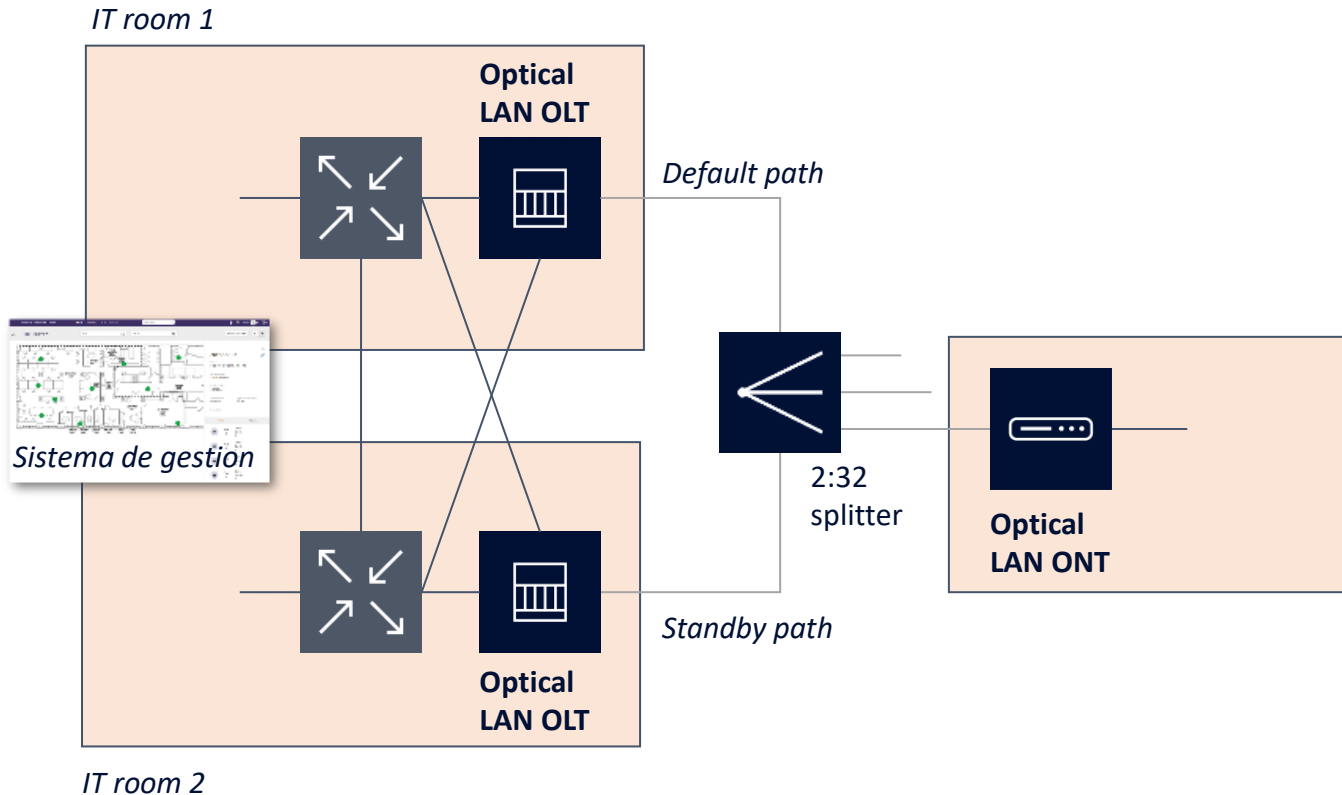 IT room 1
Optical
LAN OLT
Default path
Sistema de gestion
2:32
splitter
Optical
LAN ONT
Standby path
Optical
LAN OLT
IT room 2